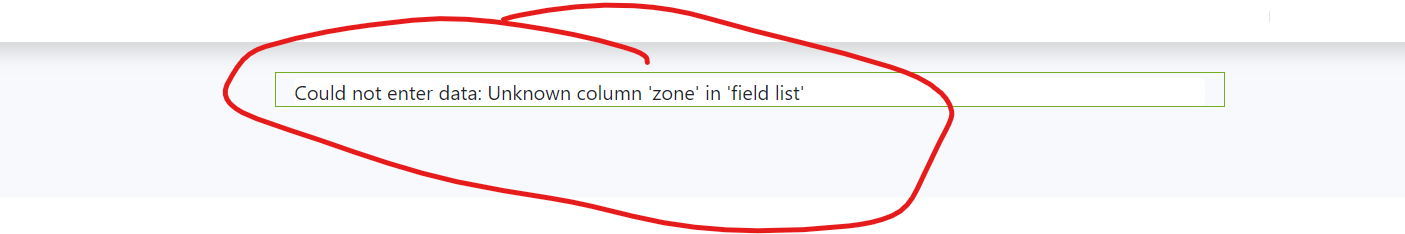 Could not enter data: Unknown column 'zone' in 'field list'